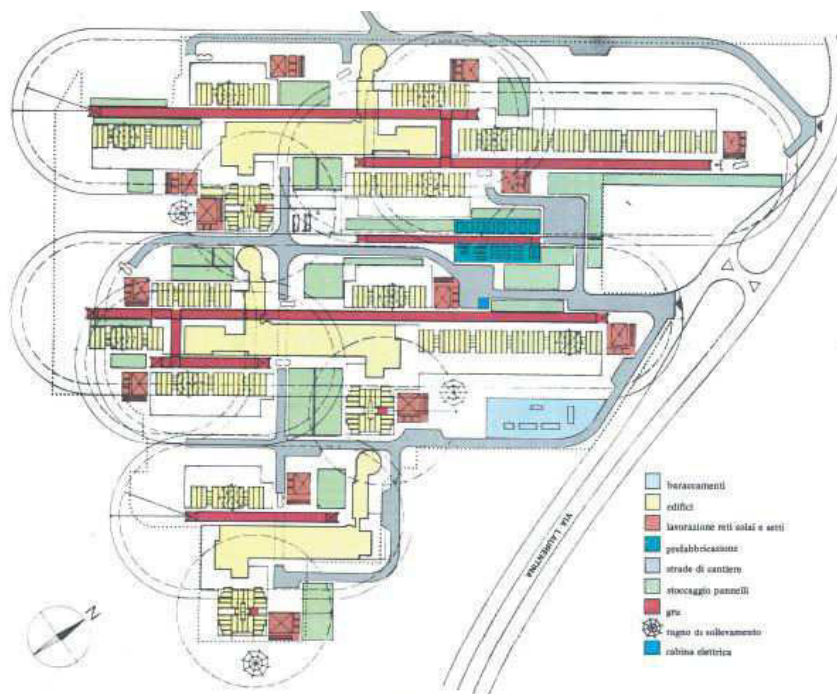 baraccamenti
edifici
lavorazione reti solai e setti
prefabbricazione
strade di cantiere
stoccaggio pannelli
gru
ragno di sollevamento
cabina elettrica
VIA LAURENTINA
N